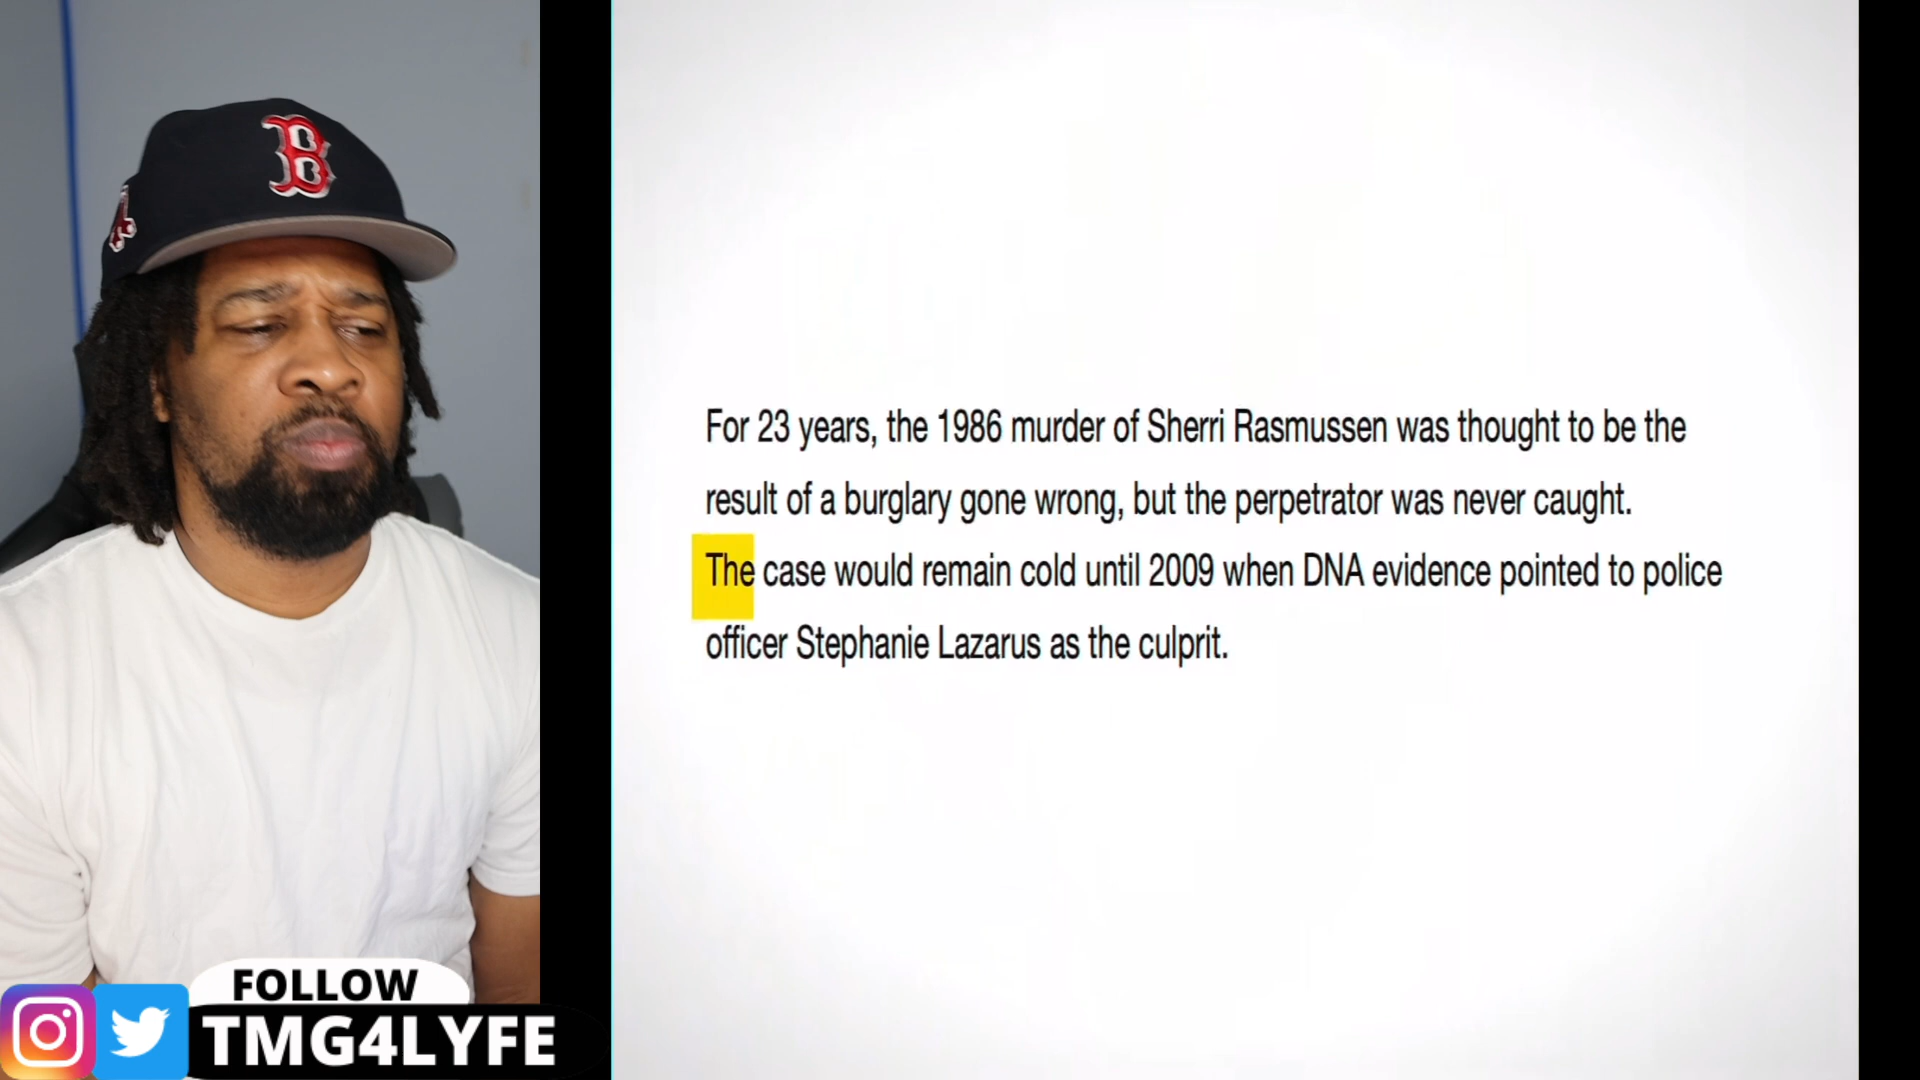 B
For 23 years, the 1986 murder of Sherri Rasmussen was thought to be the
result of a burglary gone wrong, but the perpetrator was never caught.
The case would remain cold until 2009 when DNA evidence pointed to police
officer Stephanie Lazarus as the culprit.
FOLLOW
TMG4LYFE